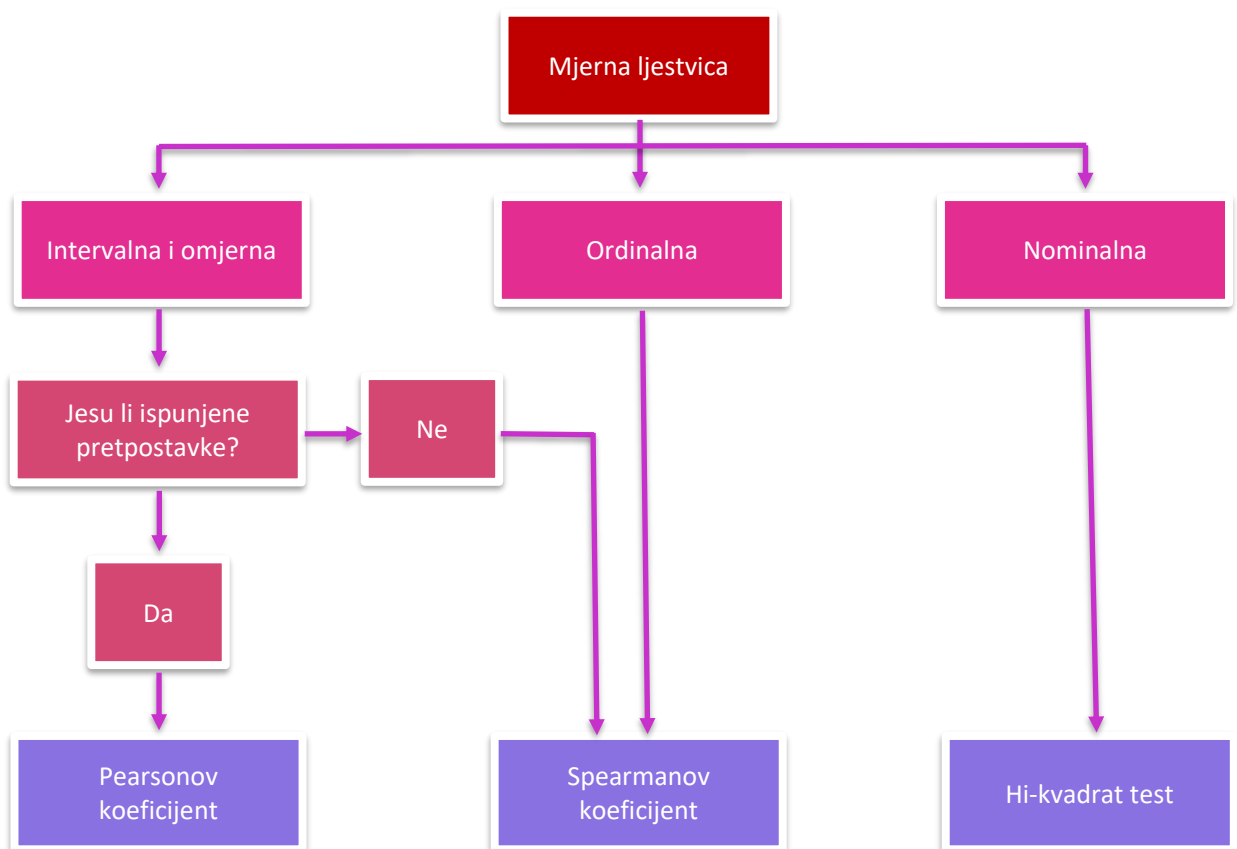 Mjerna ljestvica
Intervalna i omjerna
Ordinalna
Nominalna
Jesu li ispunjene
pretpostavke?
Ne
Da
Pearsonov
koeficijent
Spearmanov
koeficijent
Hi-kvadrat test